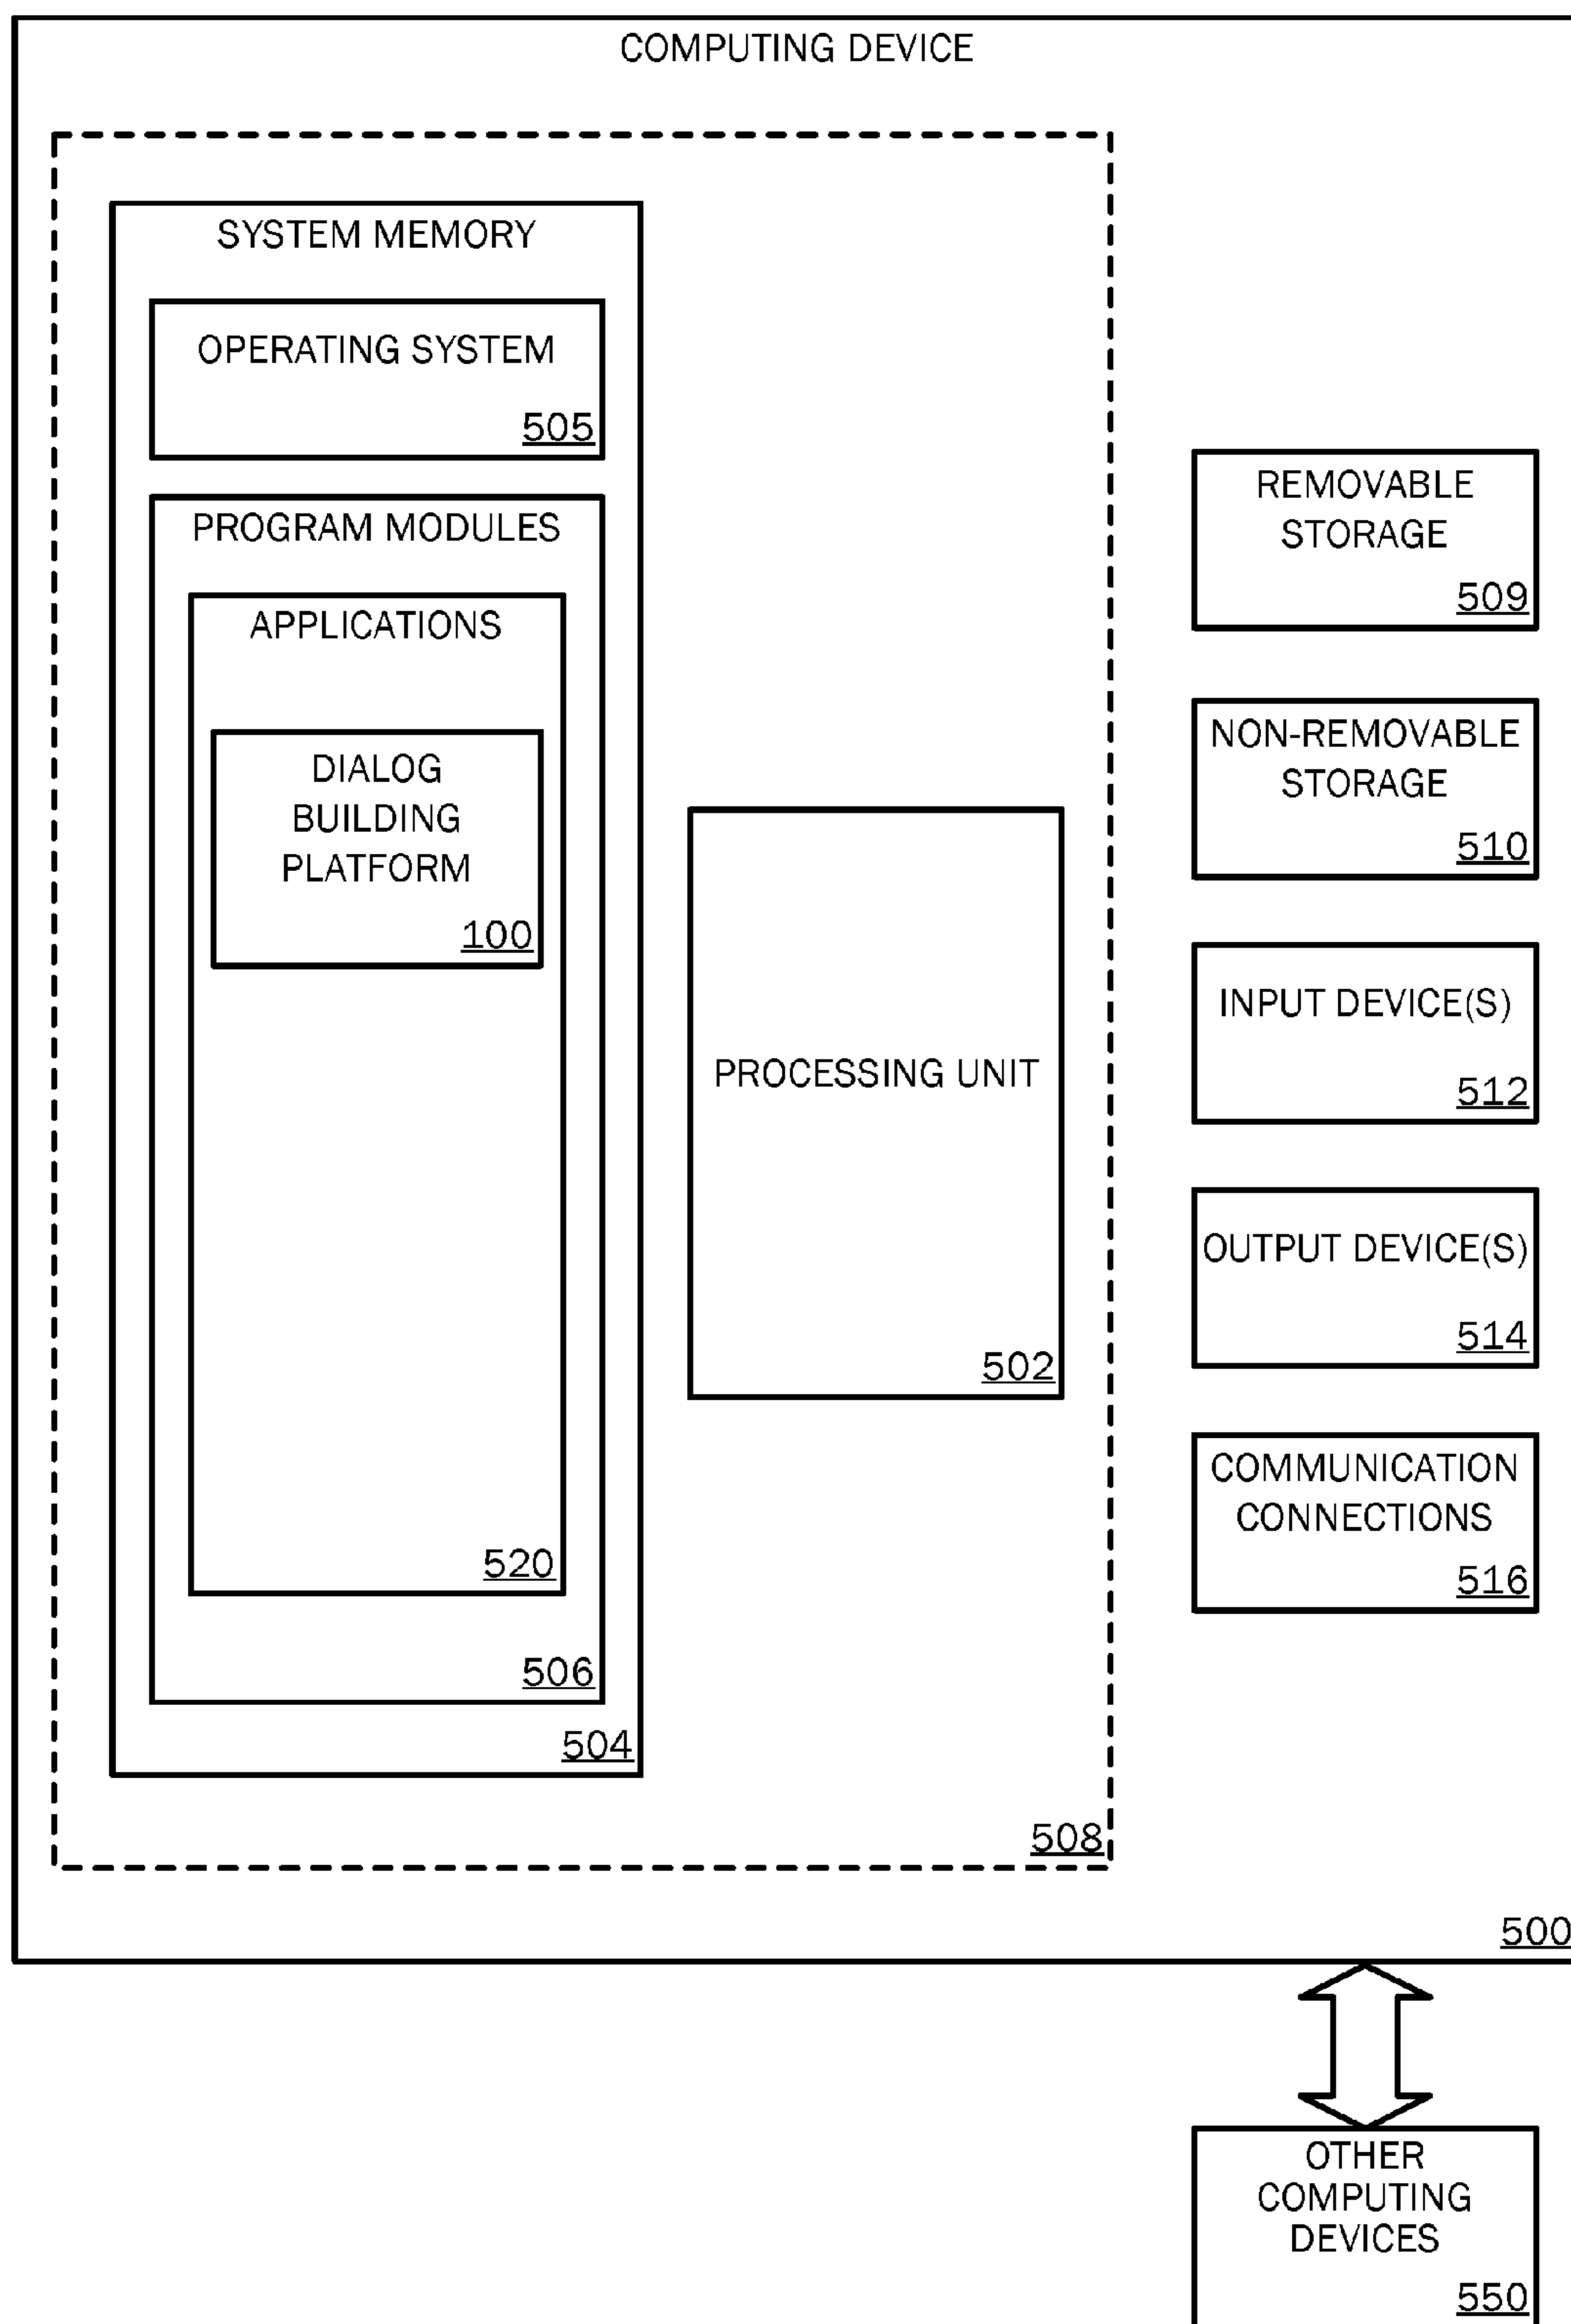 COMPUTING DEVICE
SYSTEM MEMORY
OPERATING SYSTEM
505
PROGRAM MODULES
APPLICATIONS
DIALOG
BUILDING
PLATFORM
100
520
506
504
PROCESSING UNIT
502
508
REMOVABLE
STORAGE
509
NON-REMOVABLE
STORAGE
510
INPUT DEVICE(S)
512
OUTPUT DEVICE(S)
514
COMMUNICATION
CONNECTIONS
516
500
OTHER
COMPUTING
DEVICES
550